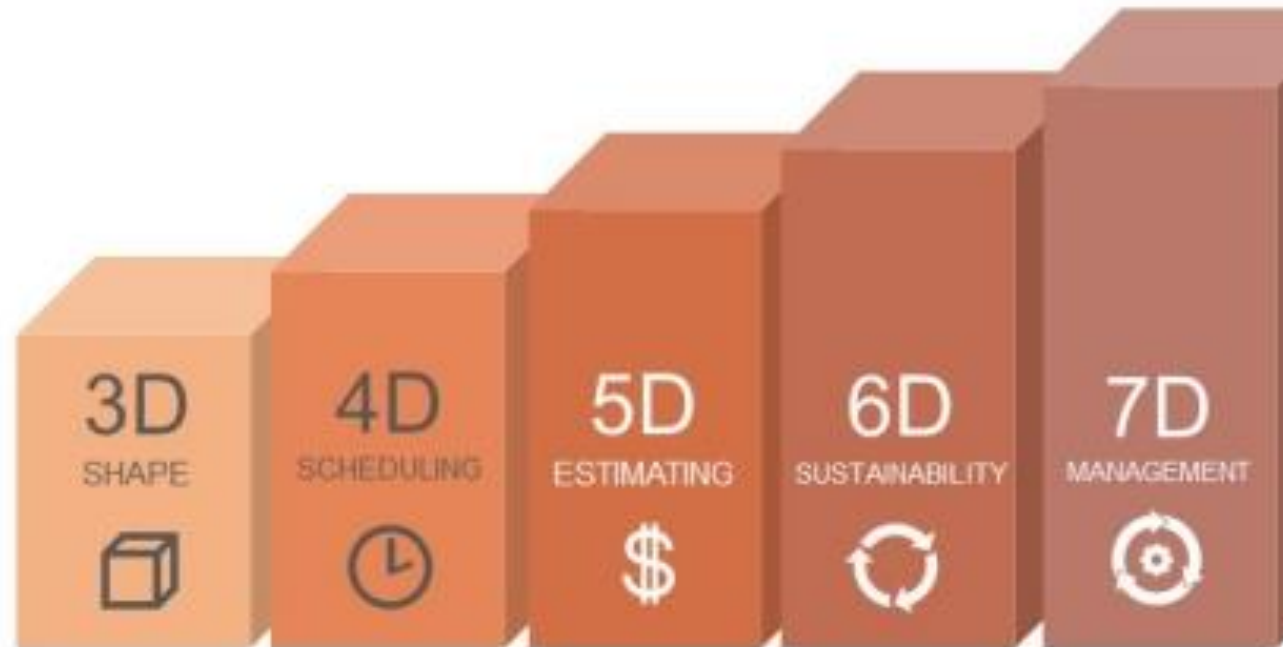 3D
SHAPE
4D
SCHEDULING
5D
ESTIMATING
$
6D
SUSTAINABILITY
7D
MANAGEMENT